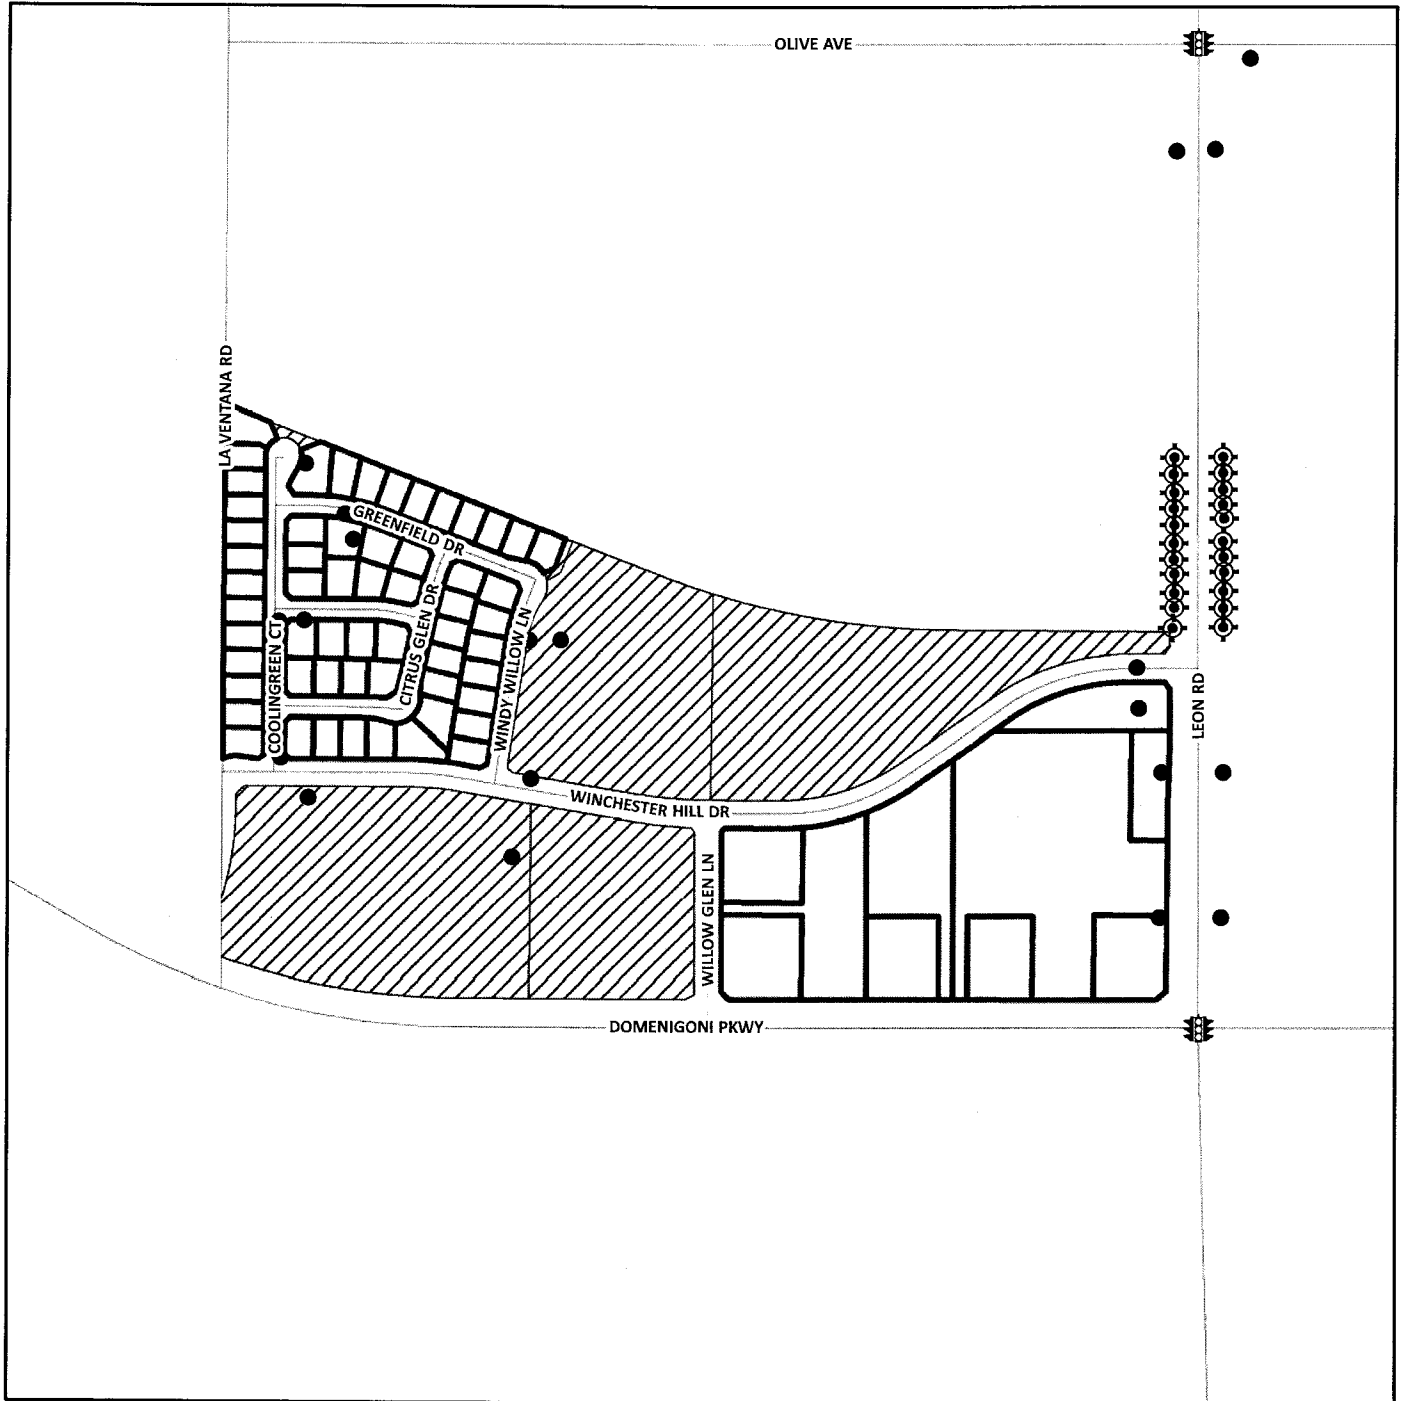 OLIVE AVE
LA VENTANA RD
GREENFIELD DR
CITRUS GLEN DR
COOLINGREEN CT
WINDY WILLOW LN
LEON RD
WINCHESTER HILL DR
WILLOW GLEN LN
DOMENIGONI PKWY